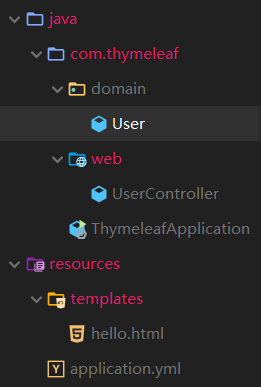 java
com.thymeleaf
domain
User
web
UserController
ThymeleafApplication
resources
templates
hello.html
application.yml